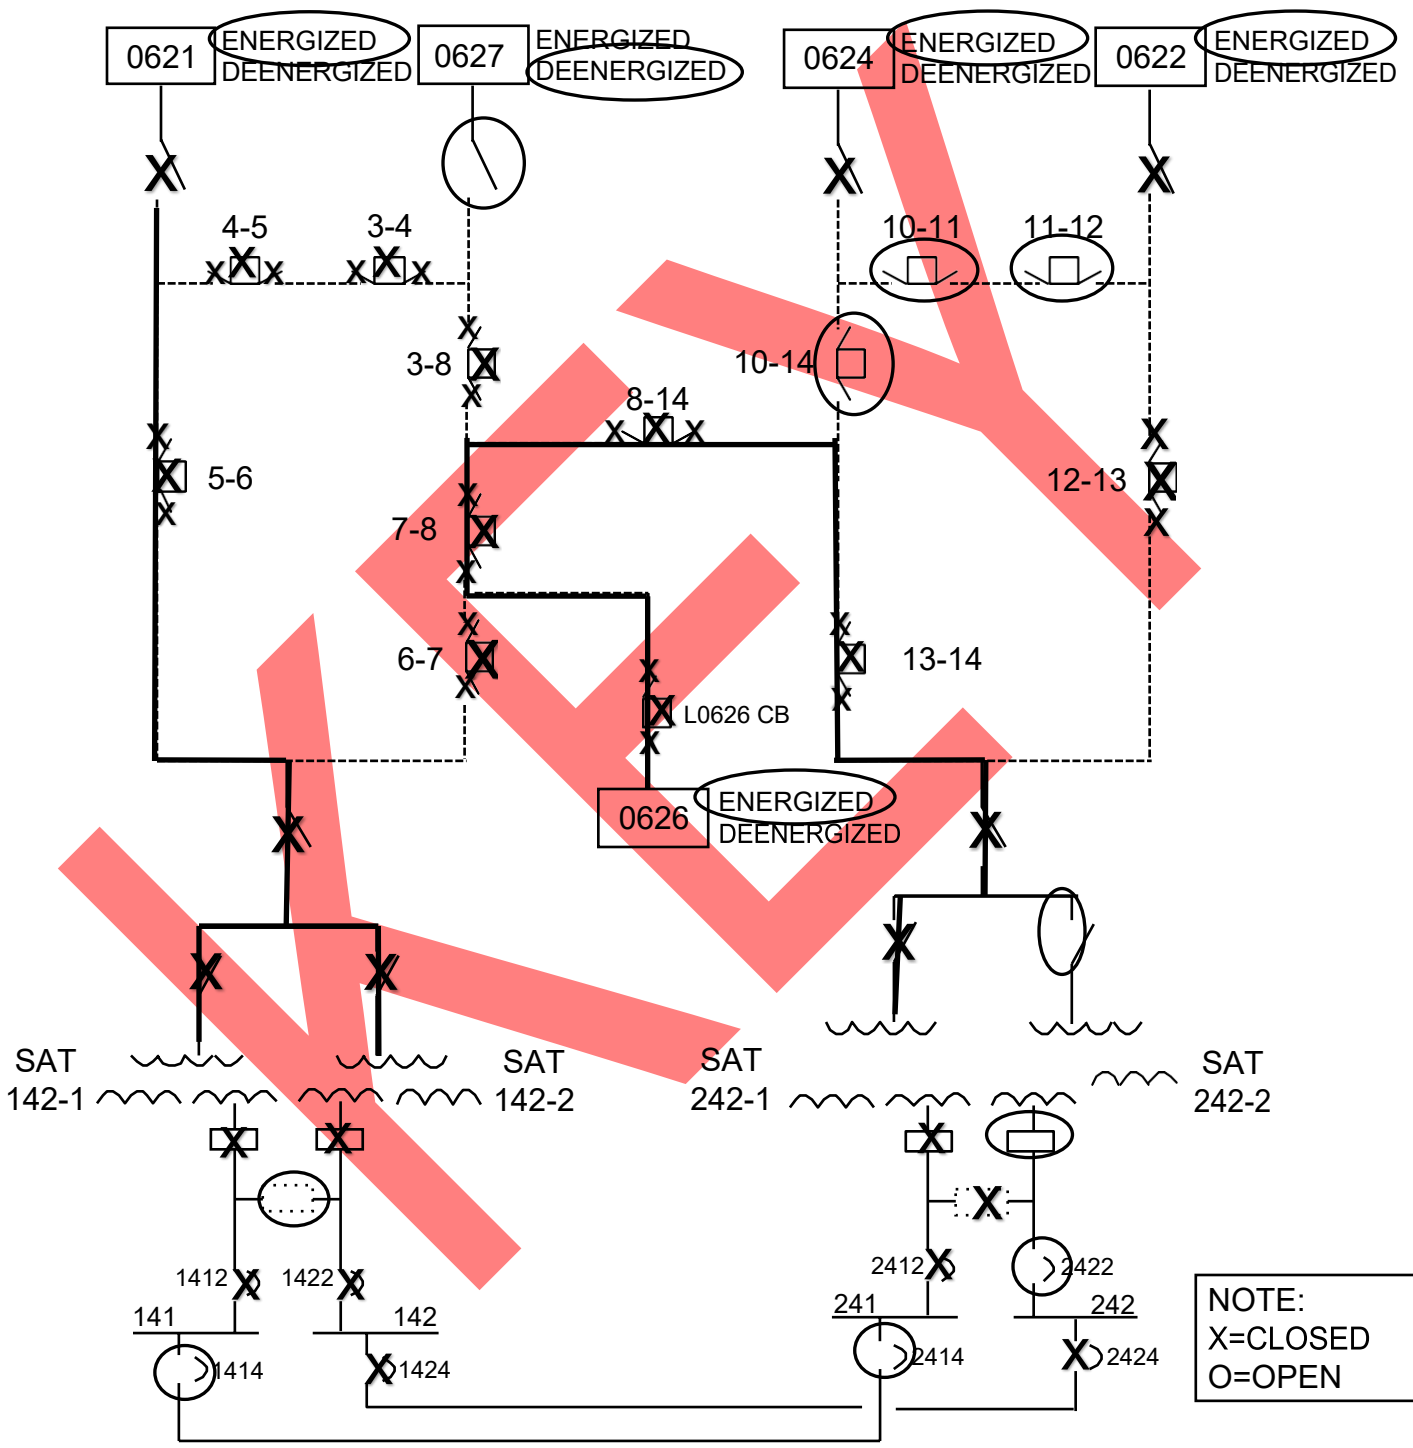 0621
ENERGIZED
DEENERGIZED
0627
ENERGIZED
DEENERGIZED
0624
ENERGIZED
DEENERGIZED
0622
ENERGIZED
DEENERGIZED
X
X
X
4-5
3-4
10-11
11-12
X X X
X X X
X
3-8
X
X
10-14
8-14
X X X
X
X
X
5-6
X
X
X
12-13
X
7-8
X
X
X
6-7
X
X
X
13-14
X
X
X
L0626 CB
X
0626
ENERGIZED
DEENERGIZED
X
X
X
X
X
SAT
142-1
SAT
142-2
SAT
242-1
SAT
242-2
X
X
X
X
1412
X
1422
X
2412
X
2422
141
142
241
242
1414
X
1424
2414
X
2424
NOTE:
X=CLOSED
O=OPEN
KEY